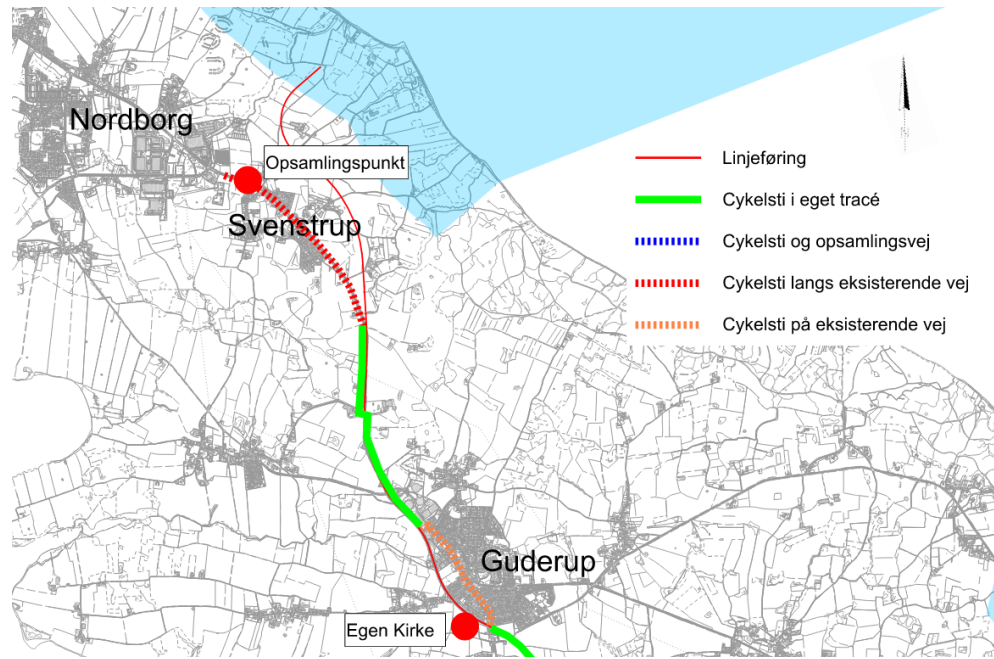 Nordborg
Opsamlingspunkt
Svenstrup
Linjeføring
Cykelsti i eget tracé
Cykelsti og opsamlingsvej
Cykelsti langs eksisterende vej
Cykelsti på eksisterende vej
Guderup
Egen Kirke